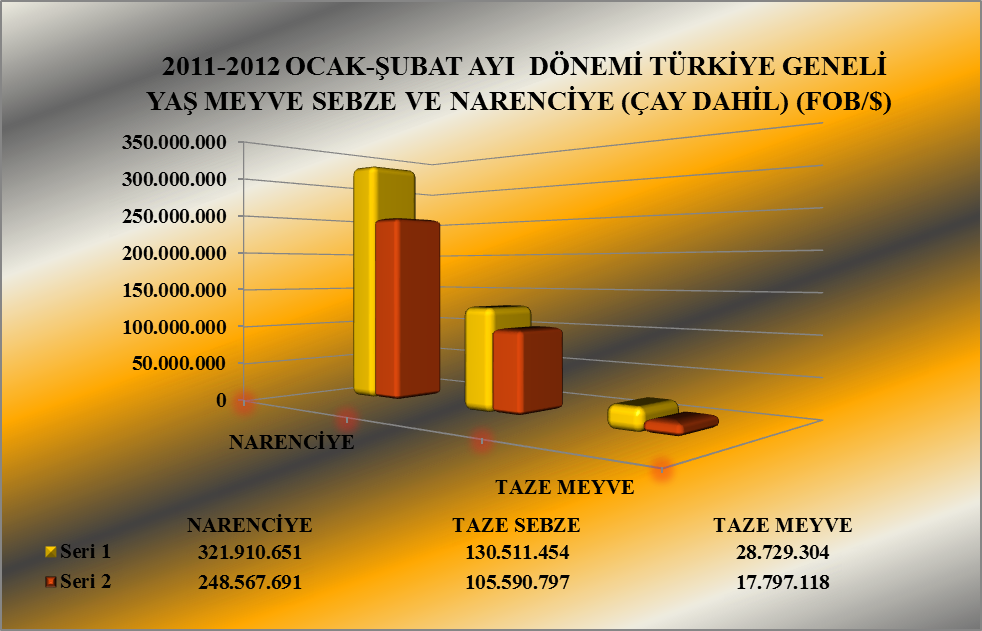 2011-2012 OCAK-ŞUBAT AYI DÖNEMİ TÜRKİYE GENELİ
YAŞ MEYVE SEBZE VE NARENCİYE (ÇAY DAHİL) (FOB/$)
350.000.000
300.000.000
250.000.000
200.000.000
150.000.000
100.000.000
50.000.000
0
NARENCİYE
TAZE MEYVE
NARENCİYE TAZE SEBZE TAZE MEYVE
Seri 1 321.910.651 130.511.454 28.729.304
Seri 2 248.567.691 105.590.797 17.797.118